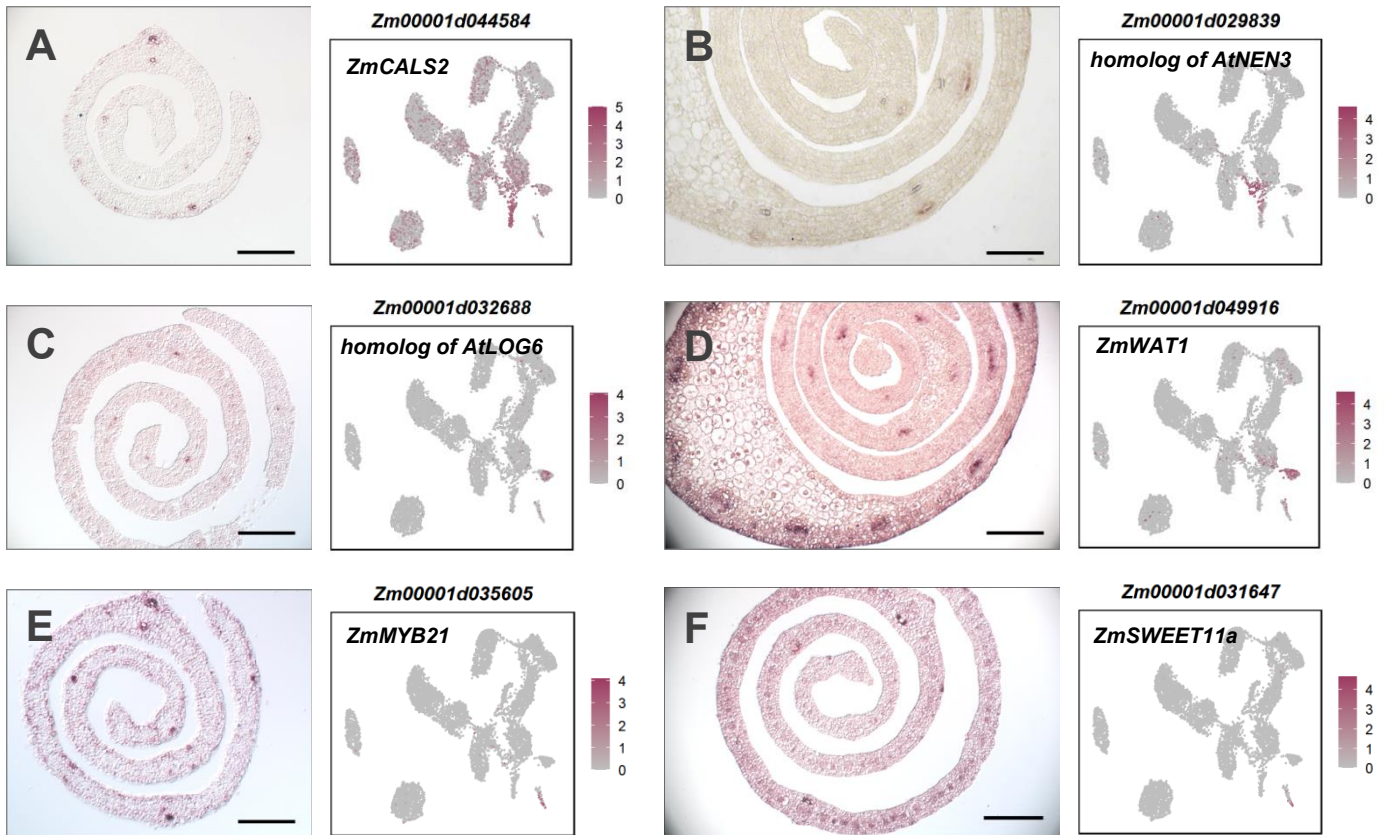 A
Zm00001d044584
ZmCALS2
5
4
3
2
1
0
B
Zm00001d029839
homolog of AtNEN3
4
3
2
1
0
C
Zm00001d032688
homolog of AtLOG6
4
3
2
1
0
D
Zm00001d049916
ZmWAT1
4
3
2
1
0
E
Zm00001d035605
ZmMYB21
4
3
2
1
0
F
Zm00001d031647
ZmSWEET11a
4
3
2
1
0